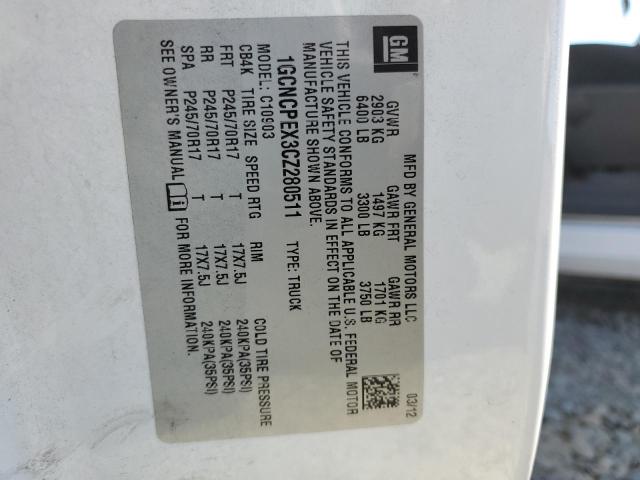 GM
MFD BY GENERAL MOTORS LLC 03/12
GVWR GAWR FRT GAWR RR
2903 KG 1497 KG 1701 KG
6400 LB 3300 LB 3750 LB
THIS VEHICLE CONFORMS TO ALL APPLICABLE U.S. FEDERAL MOTOR
VEHICLE SAFETY STANDARDS IN EFFECT ON THE DATE OF
MANUFACTURE SHOWN ABOVE.
1GCNCPEX3CZ280511 TYPE: TRUCK
MODEL: C10903
CB4K TIRE SIZE SPEED RTG RIM COLD TIRE PRESSURE
FRT P245/70R17 T 17X7.5J 240KPA(35PSI)
RR P245/70R17 T 17X7.5J 240KPA(35PSI)
SPA P245/70R17 T 17X7.5J 240KPA(35PSI)
SEE OWNER'S MANUAL FOR MORE INFORMATION.